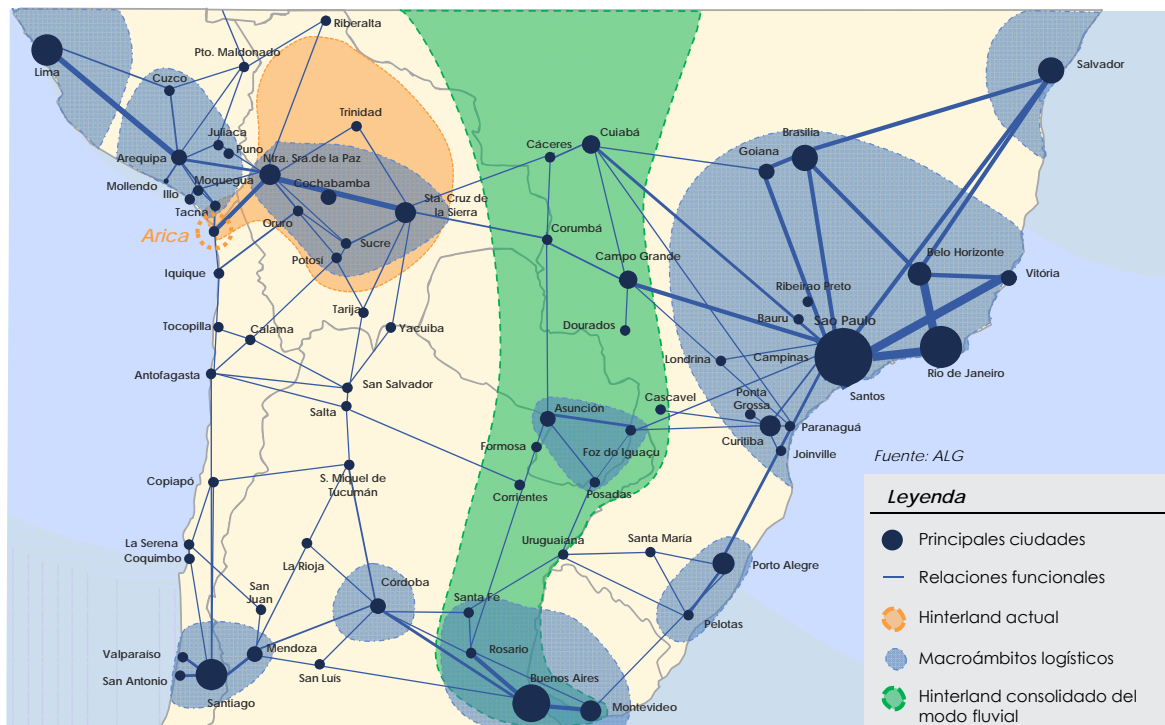 Riberalta
Pto. Maldonado
Lima
Cuzco
Salvador
Trinidad
Juliaca
Puno
Arequipa
Ntra. Sra.de la Paz
Mollendo
Moquegua
Illo
Tacna
Cochabamba
Cáceres
Cuiabá
Goiana
Brasilia
Sta. Cruz de
la Sierra
Arica
Oruro
Sucre
Potosí
Corumbá
Campo Grande
Belo Horizonte
Vitória
Iquique
Ribeirao Preto
Bauru
Sao Paulo
Tarija
Yacuiba
Dourados
Tocopilla
Calama
Londrina
Campinas
Rio de Janeiro
Santos
Antofagasta
San Salvador
Salta
Asunción
Cascavel
Ponta
Grossa
Curitiba
Paranaguá
Joinville
Formosa
Foz do Iguaçu
Fuente: ALG
Copiapó
S. Miquel de
Tucumán
Corrientes
Posadas
Leyenda
Principales ciudades
Relaciones funcionales
Hinterland actual
Macroámbitos logísticos
Hinterland consolidado del
modo fluvial
La Serena
Coquimbo
La Rioja
Uruguaiana
Santa María
Porto Alegre
San
Juan
Córdoba
Santa Fe
Pelotas
Valparaíso
Mendoza
Rosario
San Antonio
San Luís
Buenos Aires
Santiago
Montevideo